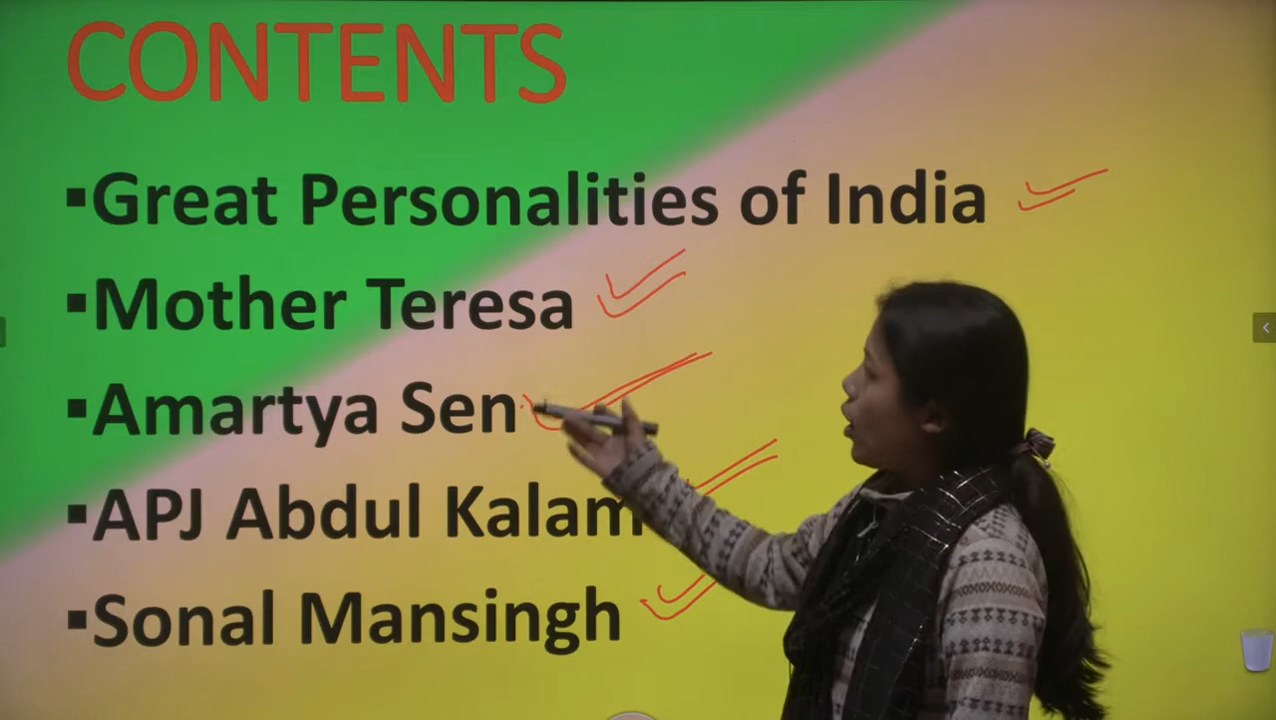 CONTENTS
▪Great Personalities of India
▪Mother Teresa
▪Amartya Sen
▪APJ Abdul Kalam
▪Sonal Mansingh